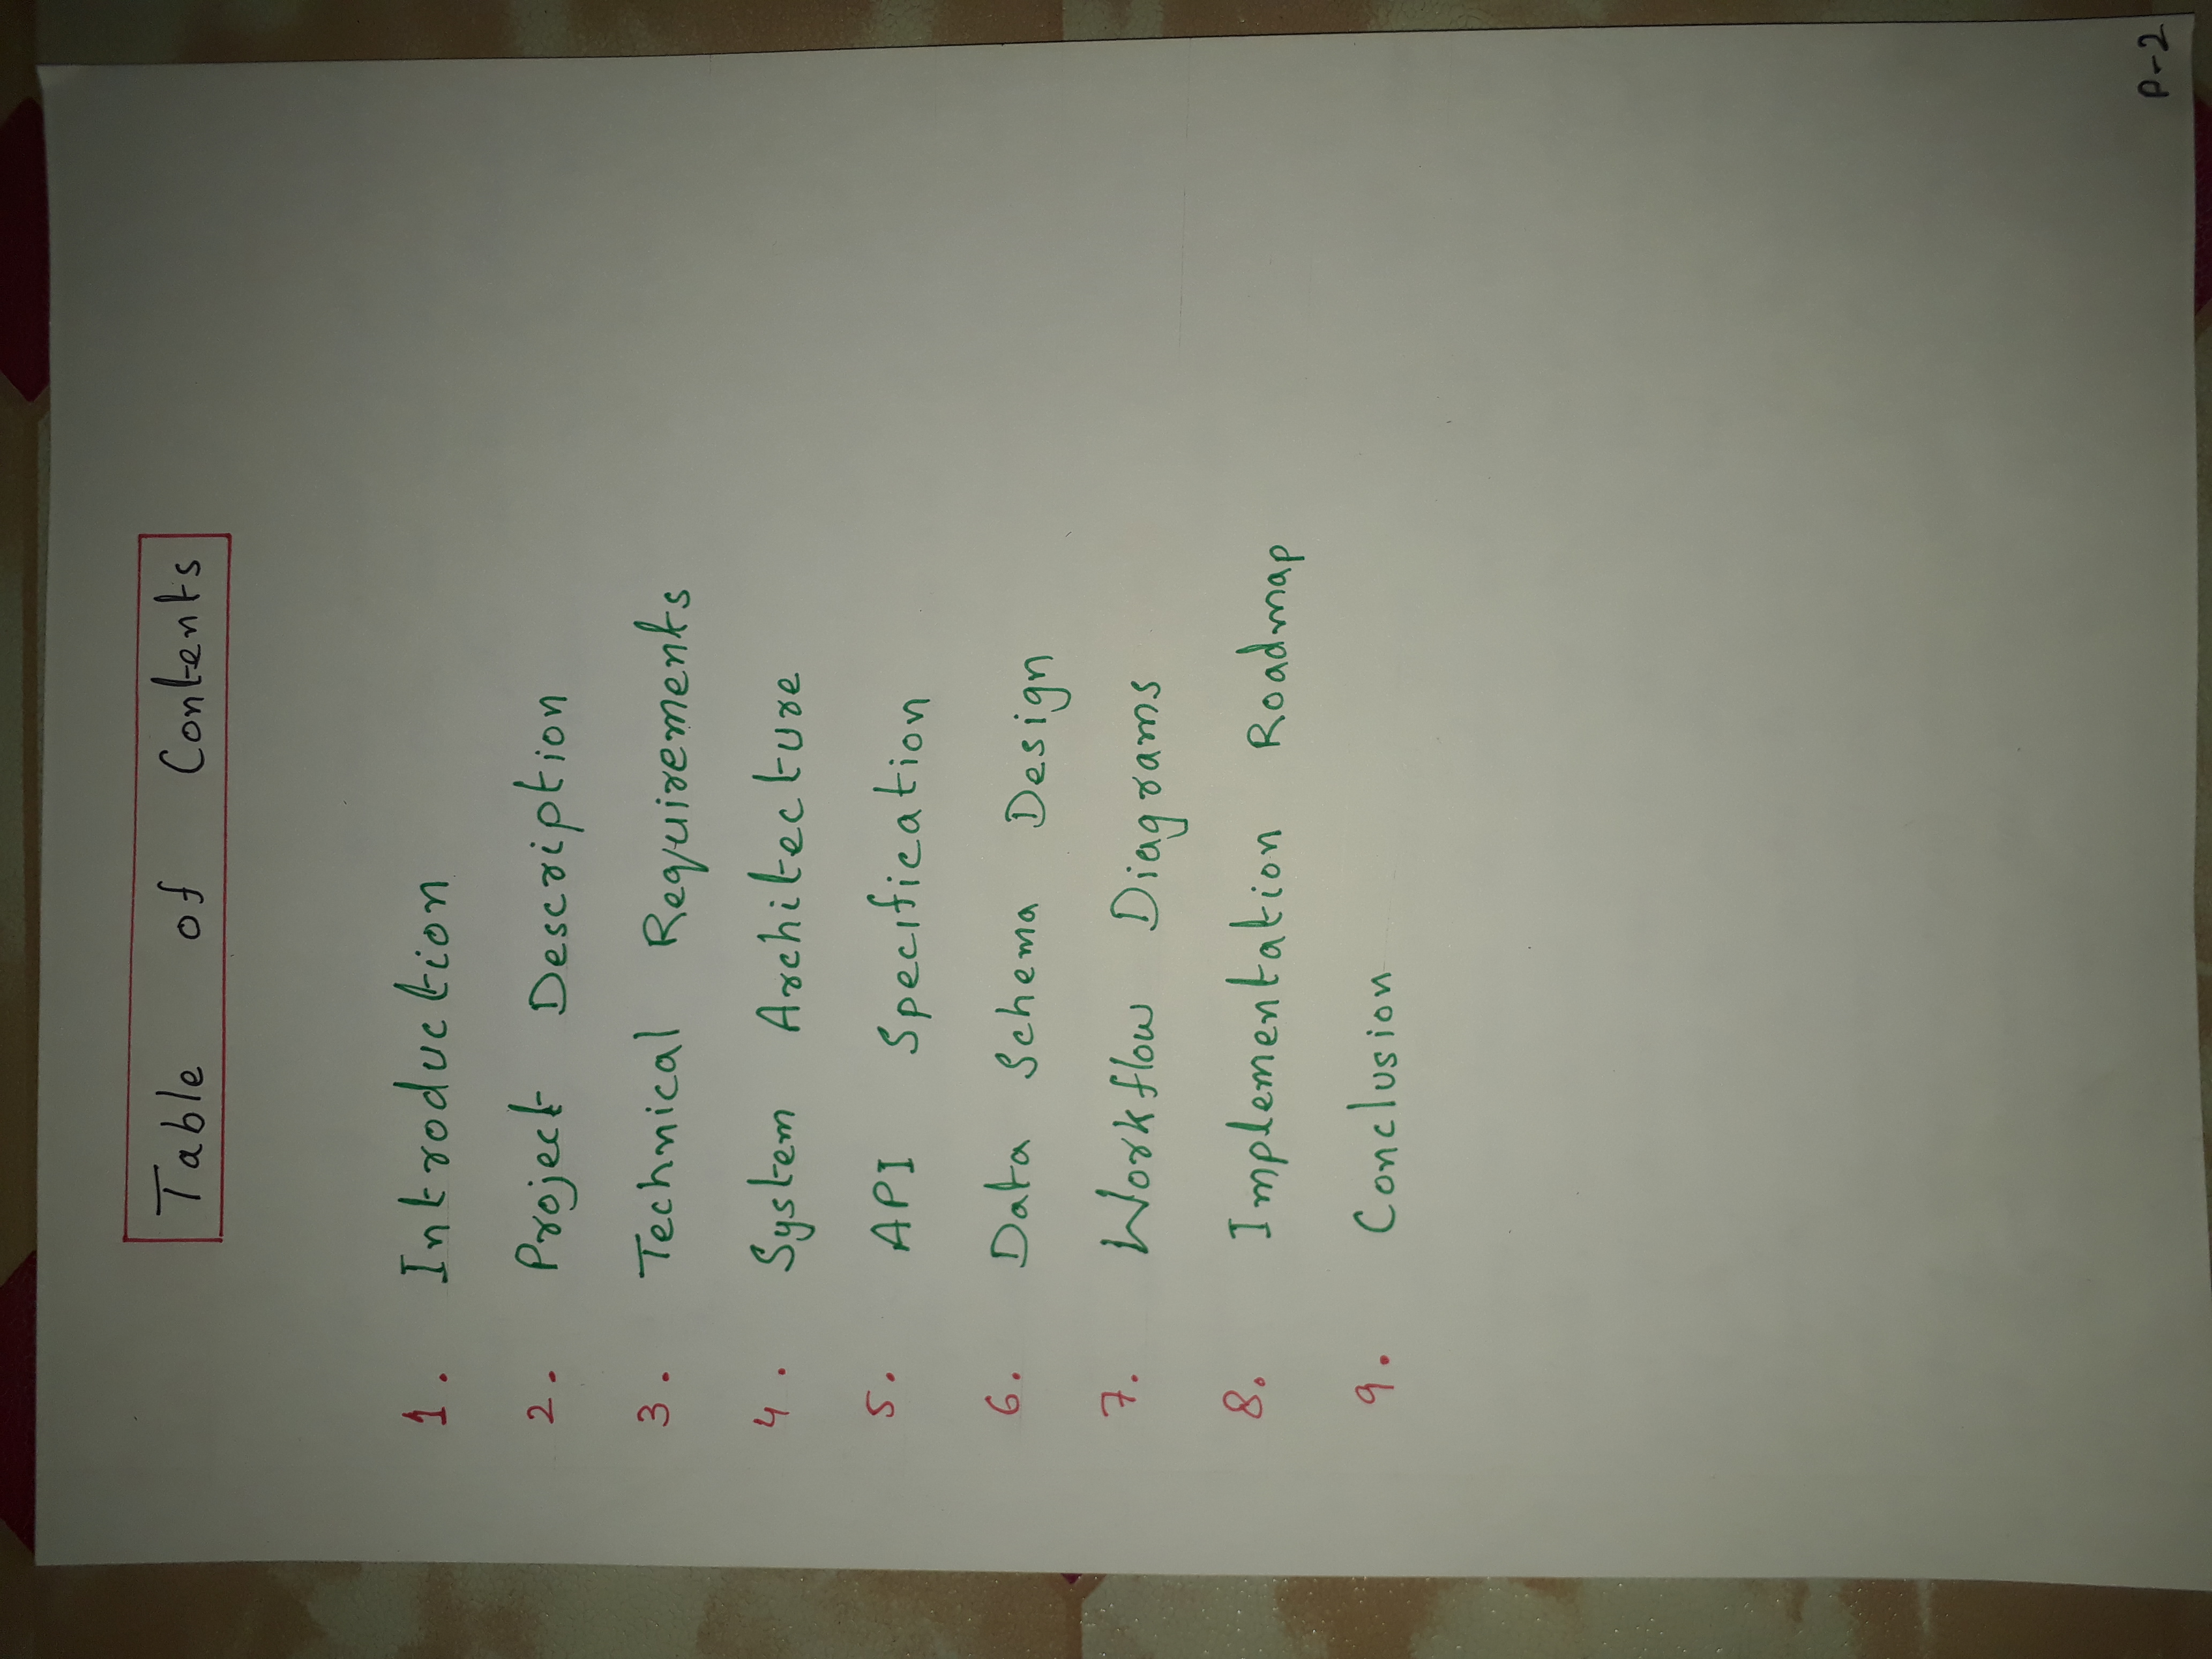 Table of Contents
1. Introduction
2. Project Description
3. Technical Requirements
4. System Architecture
5. API Specification
6. Data Schema Design
7. Workflow Diagrams
8. Implementation Roadmap
9. Conclusion
P-2